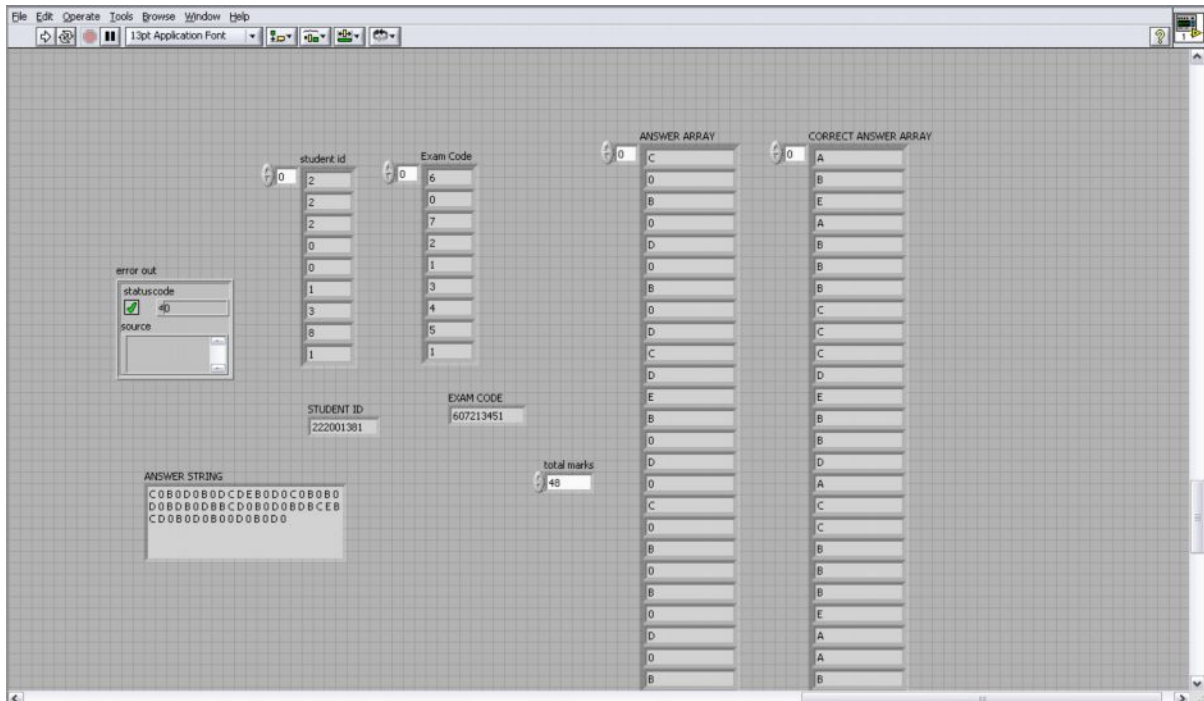 File Edit Operate Tools Browse Window Help
13pt Application Font
1
ANSWER ARRAY
CORRECT ANSWER ARRAY
student id
Exam Code
0
2
2
2
0
0
1
3
8
1
0
6
0
7
2
1
3
4
5
1
0
C
0
B
0
D
0
B
0
D
C
D
E
B
0
D
0
C
0
B
0
B
0
D
0
B
0
A
B
E
A
B
B
B
C
C
C
D
E
B
B
D
A
C
C
B
B
B
E
A
A
B
error out
status code
0
source
STUDENT ID
222001381
EXAM CODE
607213451
total marks
48
ANSWER STRING
C0B0D0B0DCDEB0D0C0B0B0
D0BDB0DBBCD0B0D0BDBCEB
CD0B0D0B00D0B0D0